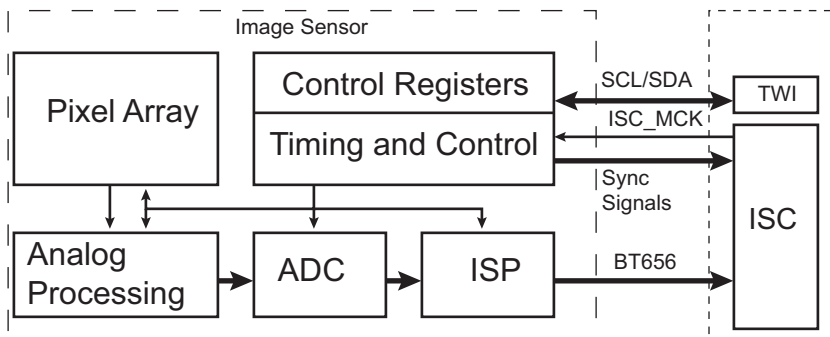 Image Sensor
Pixel Array
Control Registers
Timing and Control
SCL/SDA
TWI
ISC_MCK
Sync
Signals
ISC
Analog
Processing
ADC
ISP
BT656